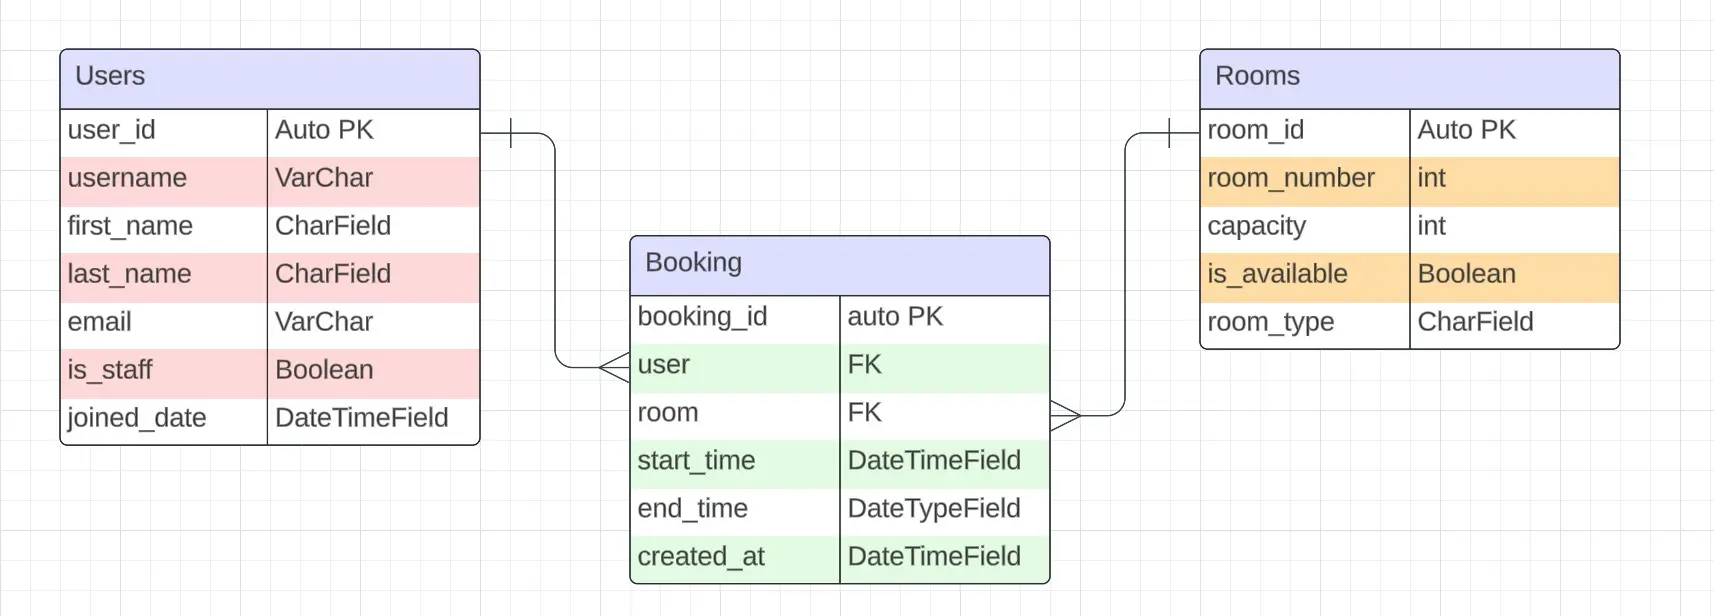 Users
user_id Auto PK
username VarChar
first_name CharField
last_name CharField
email VarChar
is_staff Boolean
joined_date DateTimeField
Booking
booking_id auto PK
user FK
room FK
start_time DateTimeField
end_time DateTypeField
created_at DateTimeField
Rooms
room_id Auto PK
room_number int
capacity int
is_available Boolean
room_type CharField